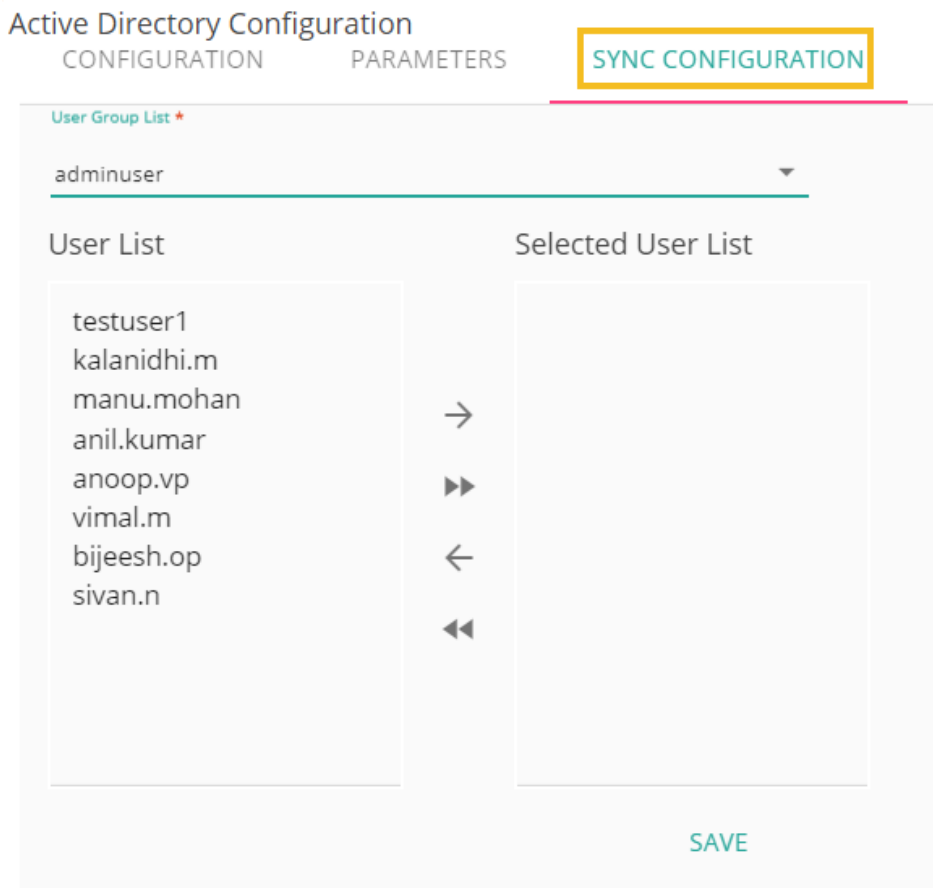 Active Directory Configuration
CONFIGURATION PARAMETERS SYNC CONFIGURATION
User Group List *
adminuser
User List Selected User List
testuser1
kalanidhi.m
manu.mohan
anil.kumar
anoop.vp
vimal.m
bijeesh.op
sivan.n
SAVE